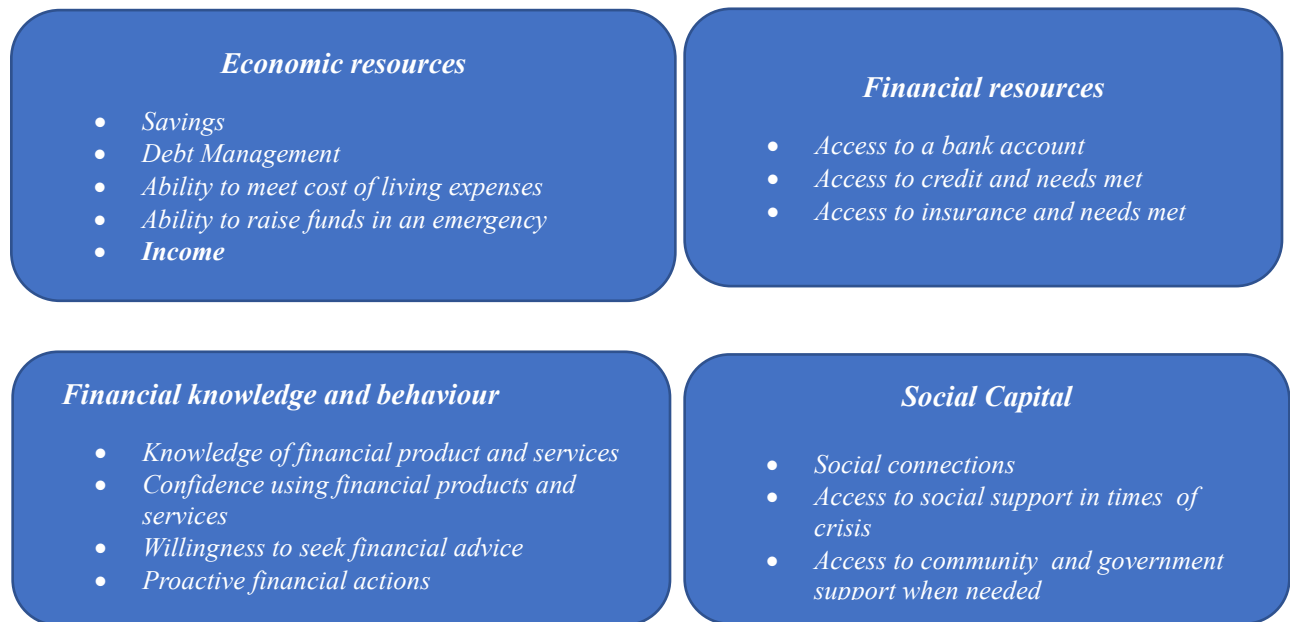 Economic resources
• Savings
• Debt Management
• Ability to meet cost of living expenses
• Ability to raise funds in an emergency
• Income
Financial resources
• Access to a bank account
• Access to credit and needs met
• Access to insurance and needs met
Financial knowledge and behaviour
• Knowledge of financial product and services
• Confidence using financial products and
services
• Willingness to seek financial advice
• Proactive financial actions
Social Capital
• Social connections
• Access to social support in times of
crisis
• Access to community and government
support when needed